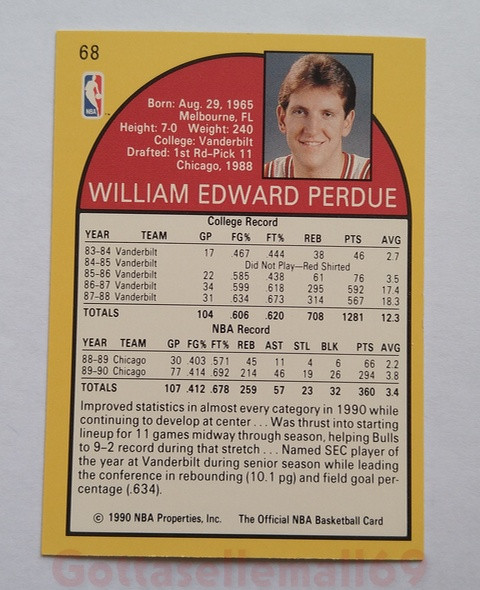 68
NBA
Born: Aug. 29, 1965
Melbourne, FL
Height: 7-0 Weight: 240
College: Vanderbilt
Drafted: 1st Rd-Pick 11
Chicago, 1988
WILLIAM EDWARD PERDUE
College Record
YEAR TEAM GP FG% FT% REB PTS AVG
83-84 Vanderbilt 17 .467 .444 38 46 2.7
84-85 Vanderbilt Did Not Play—Red Shirted
85-86 Vanderbilt 22 .585 .438 61 76 3.5
86-87 Vanderbilt 34 .599 .618 295 592 17.4
87-88 Vanderbilt 31 .634 .673 314 567 18.3
TOTALS 104 .606 .620 708 1281 12.3
NBA Record
YEAR TEAM GP FG% FT% REB AST STL BLK PTS AVG
88-89 Chicago 30 .403 .571 45 11 4 6 66 2.2
89-90 Chicago 77 .414 .692 214 46 19 26 294 3.8
TOTALS 107 .412 .678 259 57 23 32 360 3.4
Improved statistics in almost every category in 1990 while
continuing to develop at center . . . Was thrust into starting
lineup for 11 games midway through season, helping Bulls
to 9–2 record during that stretch . . . Named SEC player of
the year at Vanderbilt during senior season while leading
the conference in rebounding (10.1 pg) and field goal per-
centage (.634).
© 1990 NBA Properties, Inc. The Official NBA Basketball Card
Gottasellemall69